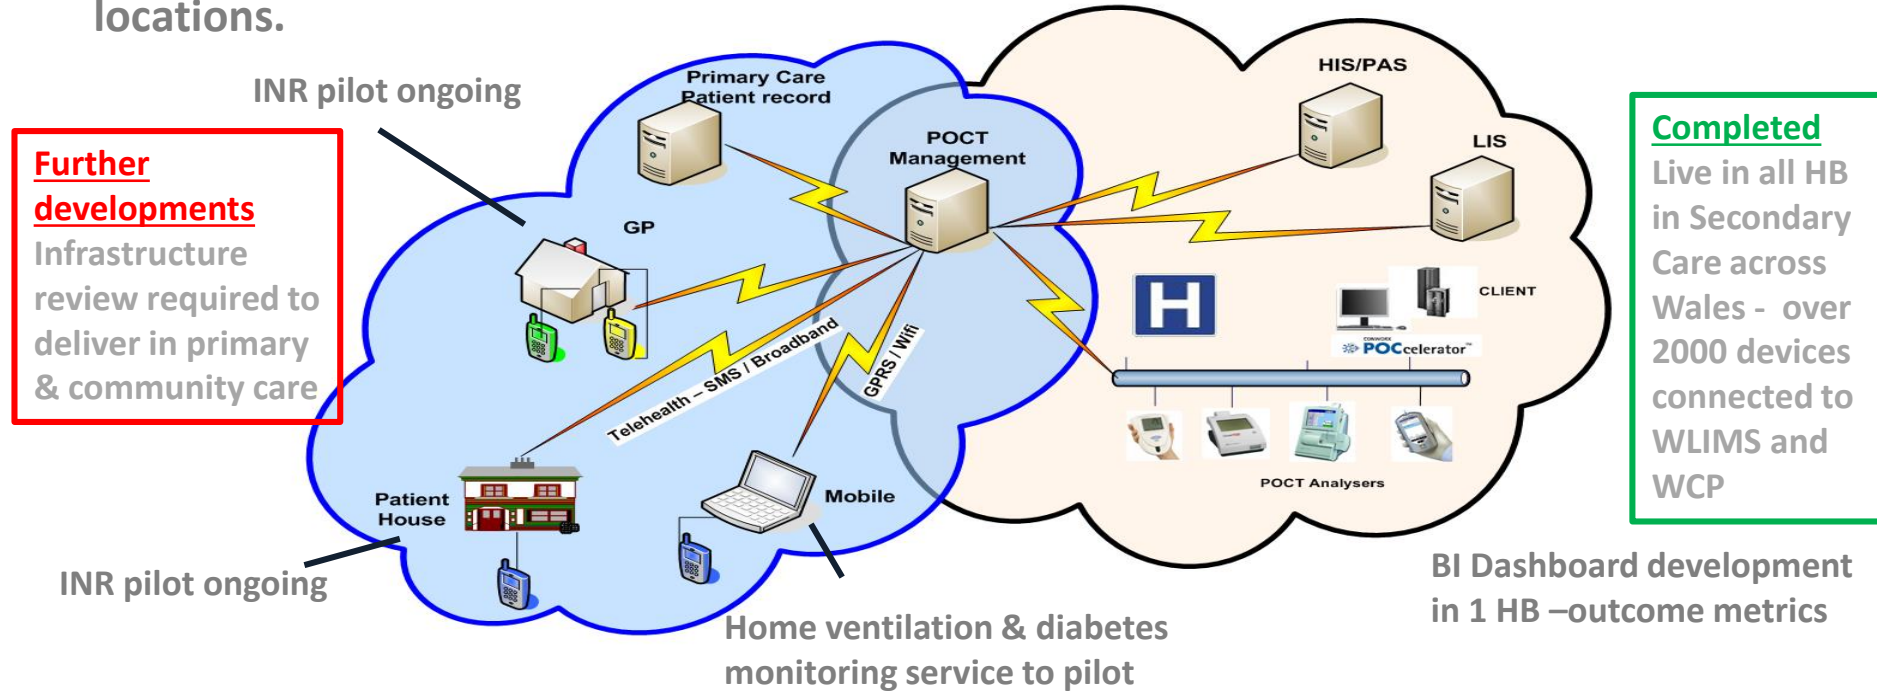 locations.
INR pilot ongoing
Further
developments
Infrastructure
review required to
deliver in primary
& community care
Primary Care
Patient record
POCT
Management
GP
Telehealth – SMS / Broadband
GPRS / Wifi
Patient
House
Mobile
INR pilot ongoing
Home ventilation & diabetes
monitoring service to pilot
HIS/PAS
LIS
H
CLIENT
CONWORX
POCcelerator™
POCT Analysers
Completed
Live in all HB
in Secondary
Care across
Wales - over
2000 devices
connected to
WLIMS and
WCP
BI Dashboard development
in 1 HB –outcome metrics